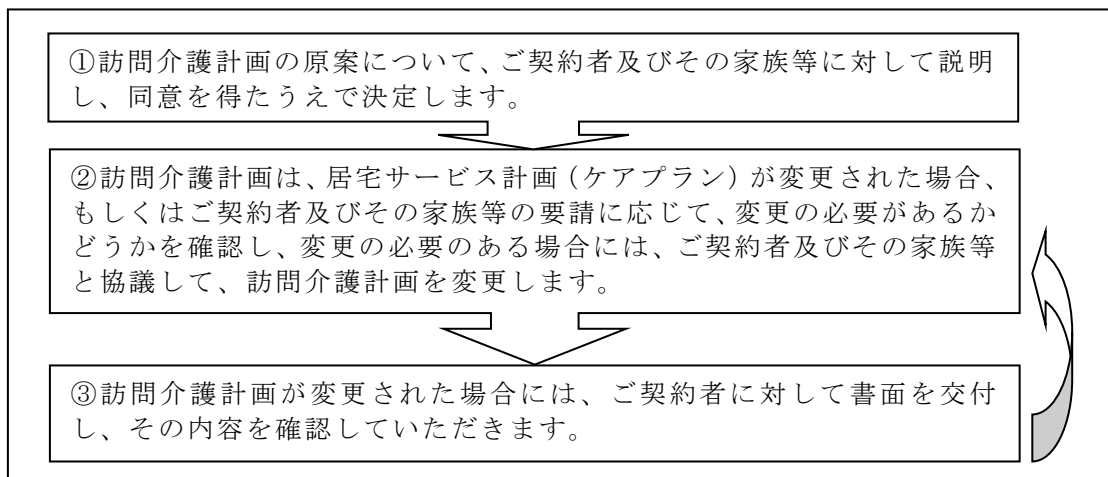 ①訪問介護計画の原案について、ご契約者及びその家族等に対して説明
し、同意を得たうえで決定します。
②訪問介護計画は、居宅サービス計画(ケアプラン)が変更された場合、
もしくはご契約者及びその家族等の要請に応じて、変更の必要があるか
どうかを確認し、変更の必要のある場合には、ご契約者及びその家族等
と協議して、訪問介護計画を変更します。
③訪問介護計画が変更された場合には、ご契約者に対して書面を交付
し、その内容を確認していただきます。